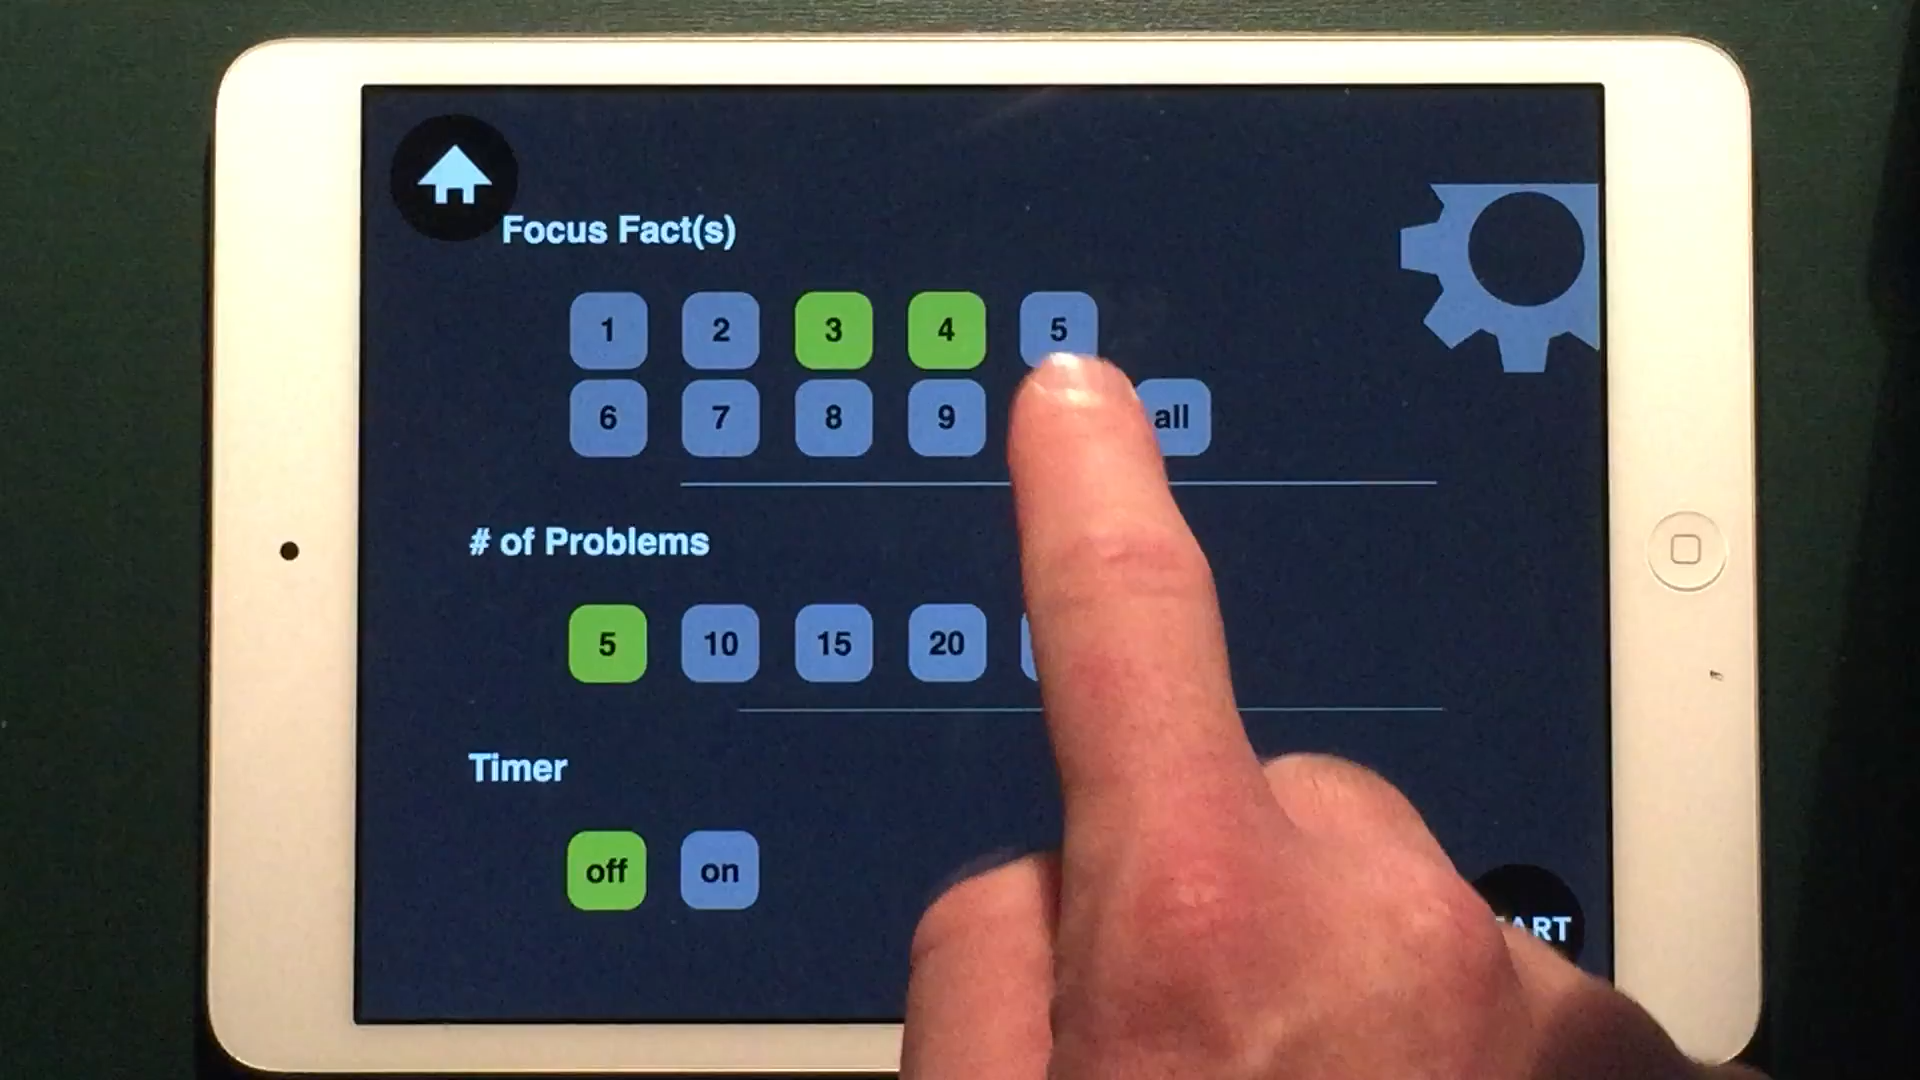 Focus Fact(s)
1 2 3 4 5
6 7 8 9 all
# of Problems
5 10 15 20
Timer
off on
ART